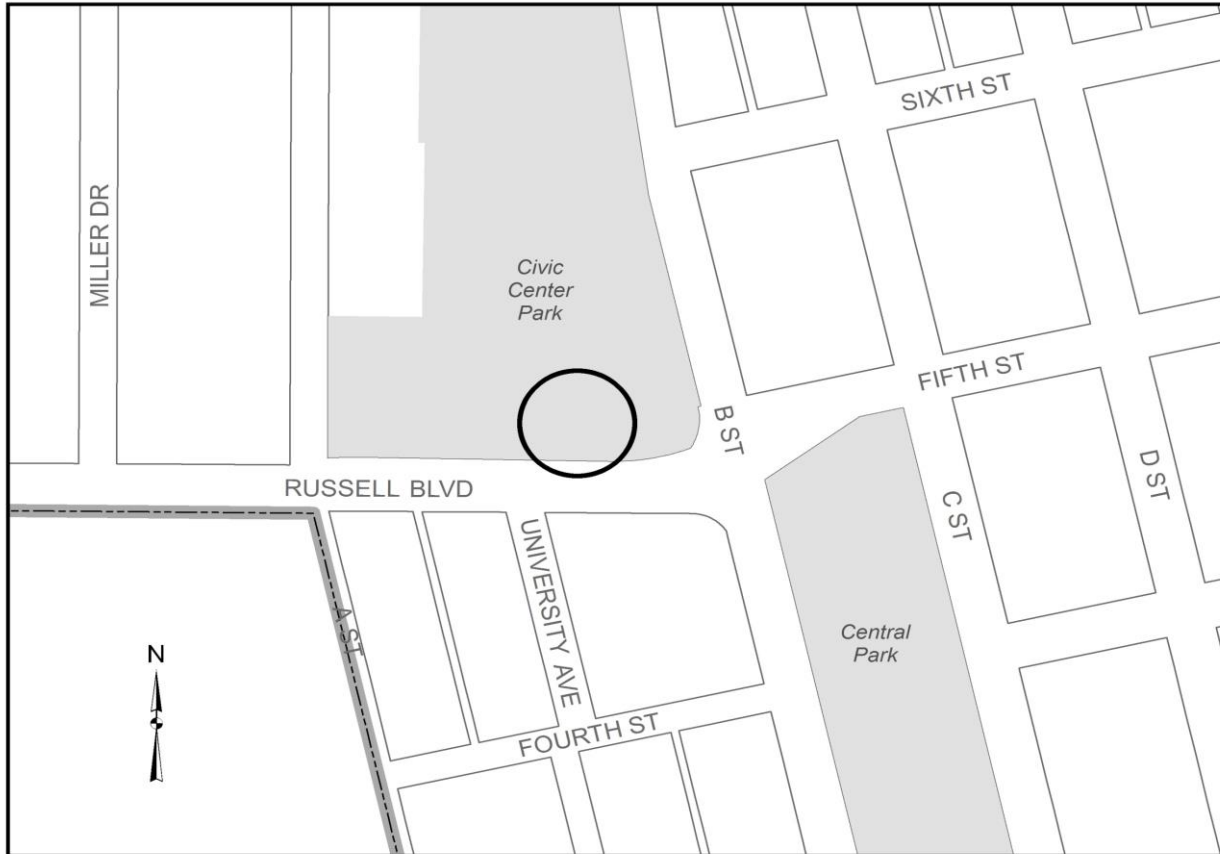 SIXTH ST
MILLER DR
Civic
Center
Park
FIFTH ST
B ST
D ST
RUSSELL BLVD
C ST
UNIVERSITY AVE
A ST
Central
Park
N
FOURTH ST